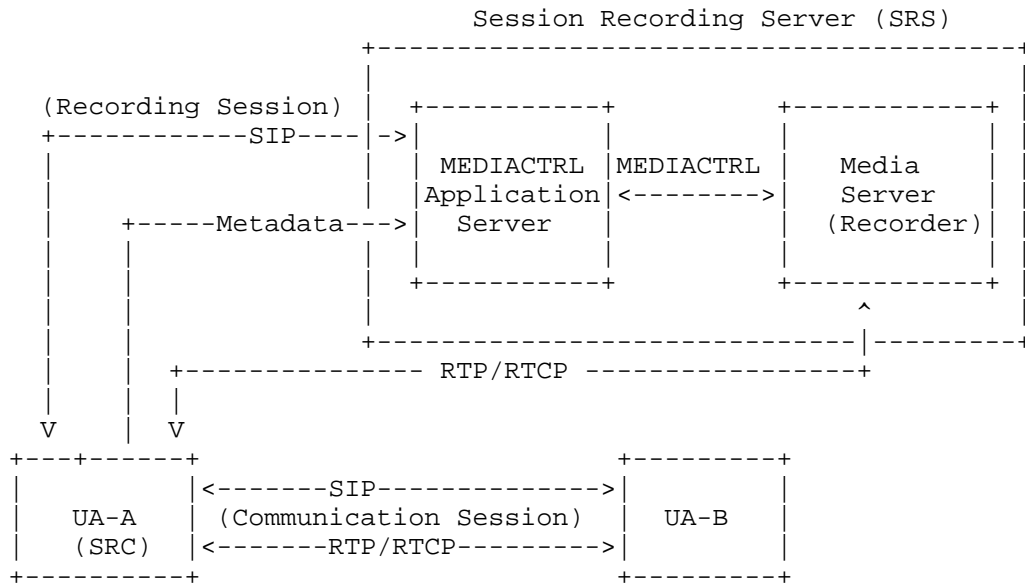 Session Recording Server (SRS)
(Recording Session)
SIP
MEDIACTRL MEDIACTRL Media
Application Server
Metadata Server (Recorder)
RTP/RTCP
V V
SIP
UA-A (Communication Session) UA-B
(SRC) RTP/RTCP